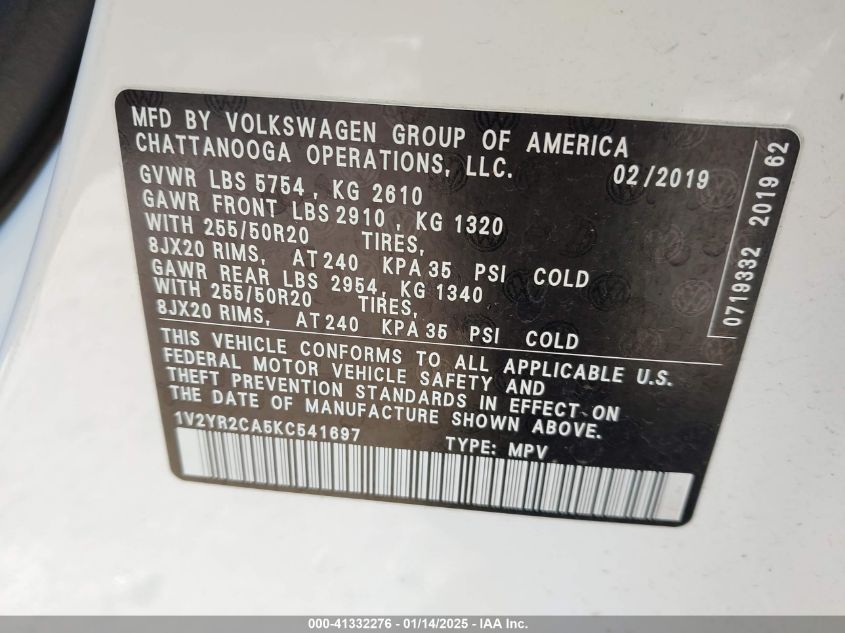 MFD BY VOLKSWAGEN GROUP OF AMERICA
CHATTANOOGA OPERATIONS, LLC. 02/2019
GVWR LBS 5754, KG 2610
GAWR FRONT LBS 2910, KG 1320
WITH 255/50R20 TIRES,
8JX20 RIMS, AT 240 KPA 35 PSI COLD
GAWR REAR LBS 2954, KG 1340
WITH 255/50R20 TIRES,
8JX20 RIMS, AT 240 KPA 35 PSI COLD
THIS VEHICLE CONFORMS TO ALL APPLICABLE U.S.
FEDERAL MOTOR VEHICLE SAFETY AND
THEFT PREVENTION STANDARDS IN EFFECT ON
THE DATE OF MANUFACTURE SHOWN ABOVE.
1V2YR2CA5KC541697 TYPE: MPV
0719332 2019 62
000-41332276 - 01/14/2025 - IAA Inc.